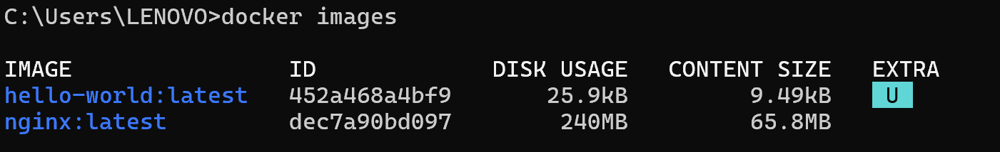 C:\Users\LENOVO>docker images
IMAGE ID DISK USAGE CONTENT SIZE EXTRA
hello-world:latest 452a468a4bf9 25.9kB 9.49kB U
nginx:latest dec7a90bd097 240MB 65.8MB